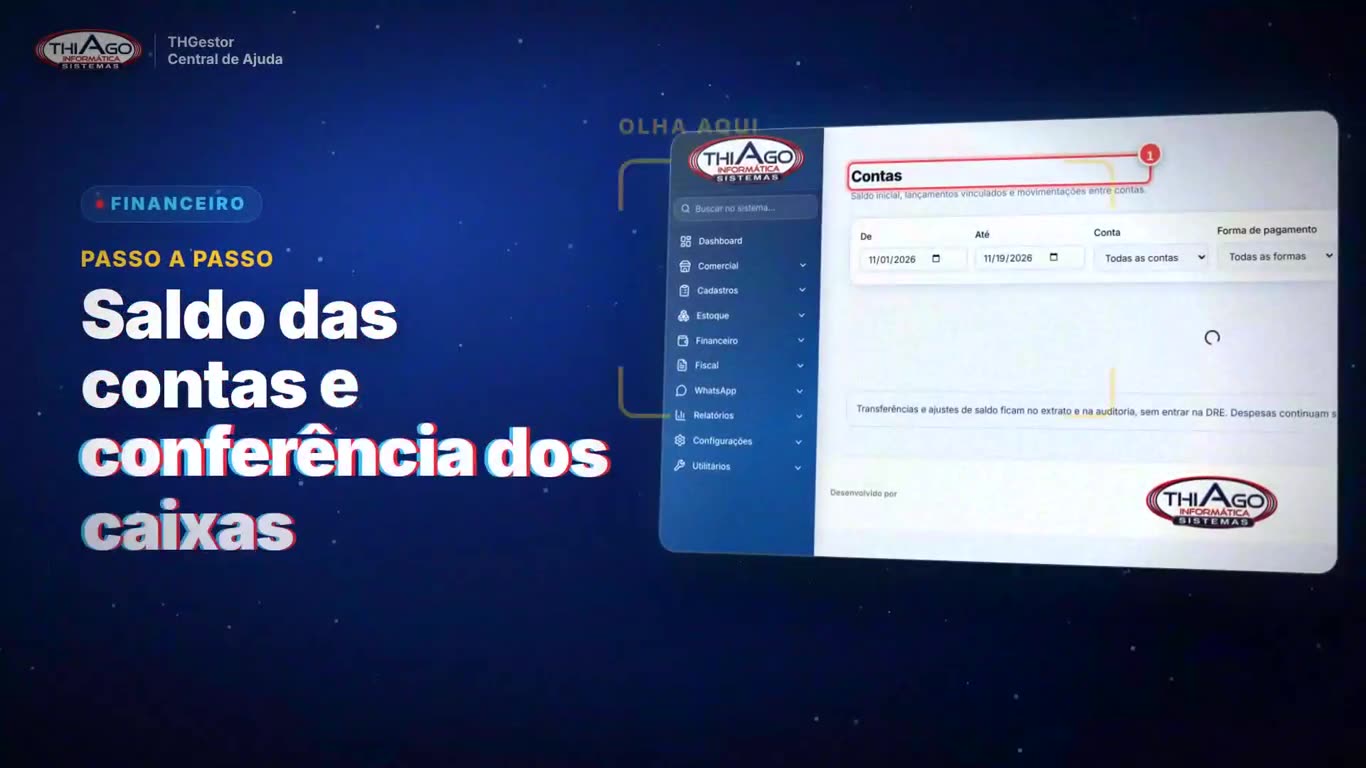 THIAGO
INFORMÁTICA
SISTEMAS
THGestor
Central de Ajuda
FINANCEIRO
PASSO A PASSO
Saldo das
contas e
conferência dos
caixas
OLHA AQUI
THIAGO
INFORMÁTICA
SISTEMAS
Buscar no sistema...
Dashboard
Comercial
Cadastros
Estoque
Financeiro
Fiscal
WhatsApp
Relatórios
Configurações
Utilitários
1
Contas
Saldo inicial, lançamentos vinculados e movimentações entre contas.
De
Até
Conta
Forma de pagamento
11/01/2026
11/19/2026
Todas as contas
Todas as formas
Transferências e ajustes de saldo ficam no extrato e na auditoria, sem entrar na DRE. Despesas continuam s
Desenvolvido por
THIAGO
INFORMÁTICA
SISTEMAS